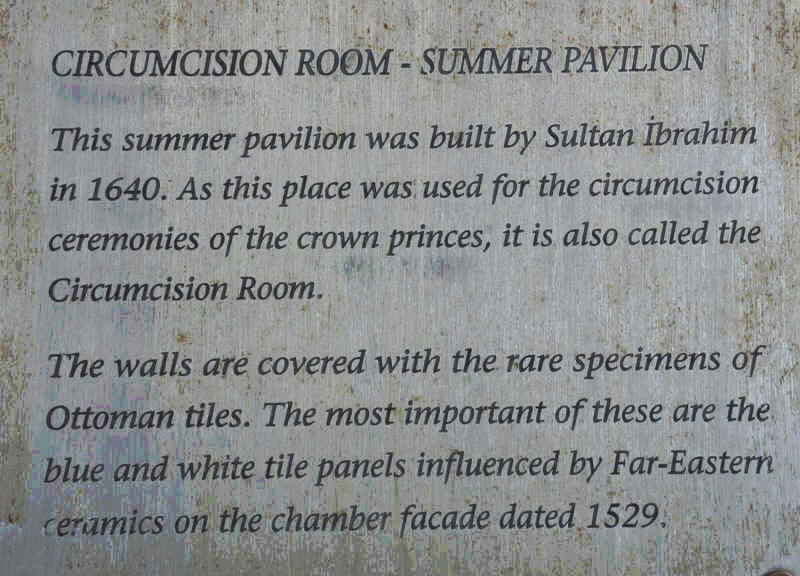 CIRCUMCISION ROOM - SUMMER PAVILION
This summer pavilion was built by Sultan İbrahim
in 1640. As this place was used for the circumcision
ceremonies of the crown princes, it is also called the
Circumcision Room.
The walls are covered with the rare specimens of
Ottoman tiles. The most important of these are the
blue and white tile panels influenced by Far-Eastern
ceramics on the chamber facade dated 1529.